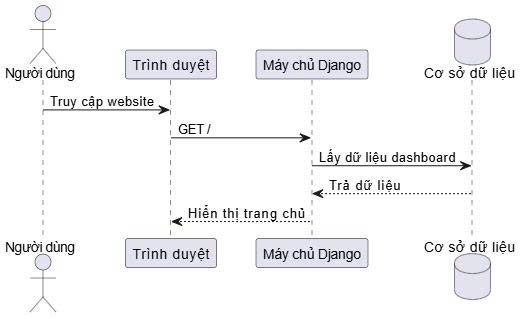 Người dùng
Trình duyệt
Máy chủ Django
Cơ sở dữ liệu
Truy cập website
GET /
Lấy dữ liệu dashboard
Trả dữ liệu
Hiển thị trang chủ
Người dùng
Trình duyệt
Máy chủ Django
Cơ sở dữ liệu